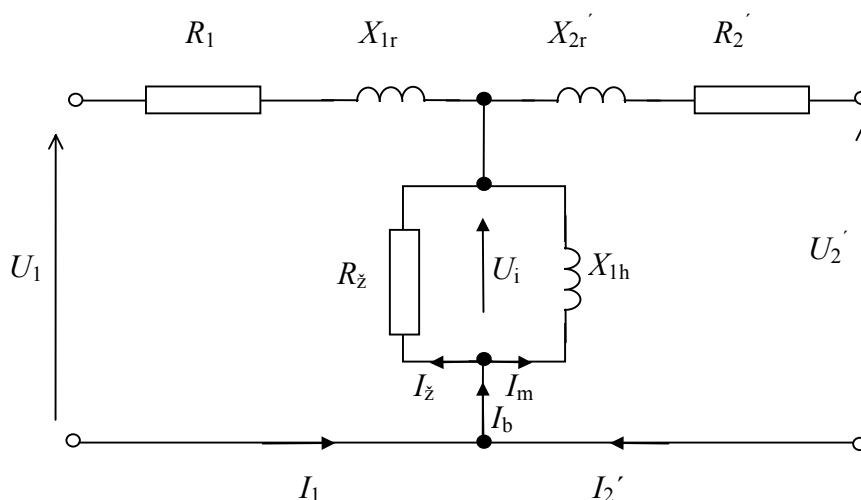 R1 X1r X2r´ R2´
U1 Rž Ui X1h U2´
Iž Im
Ib
I1 I2´